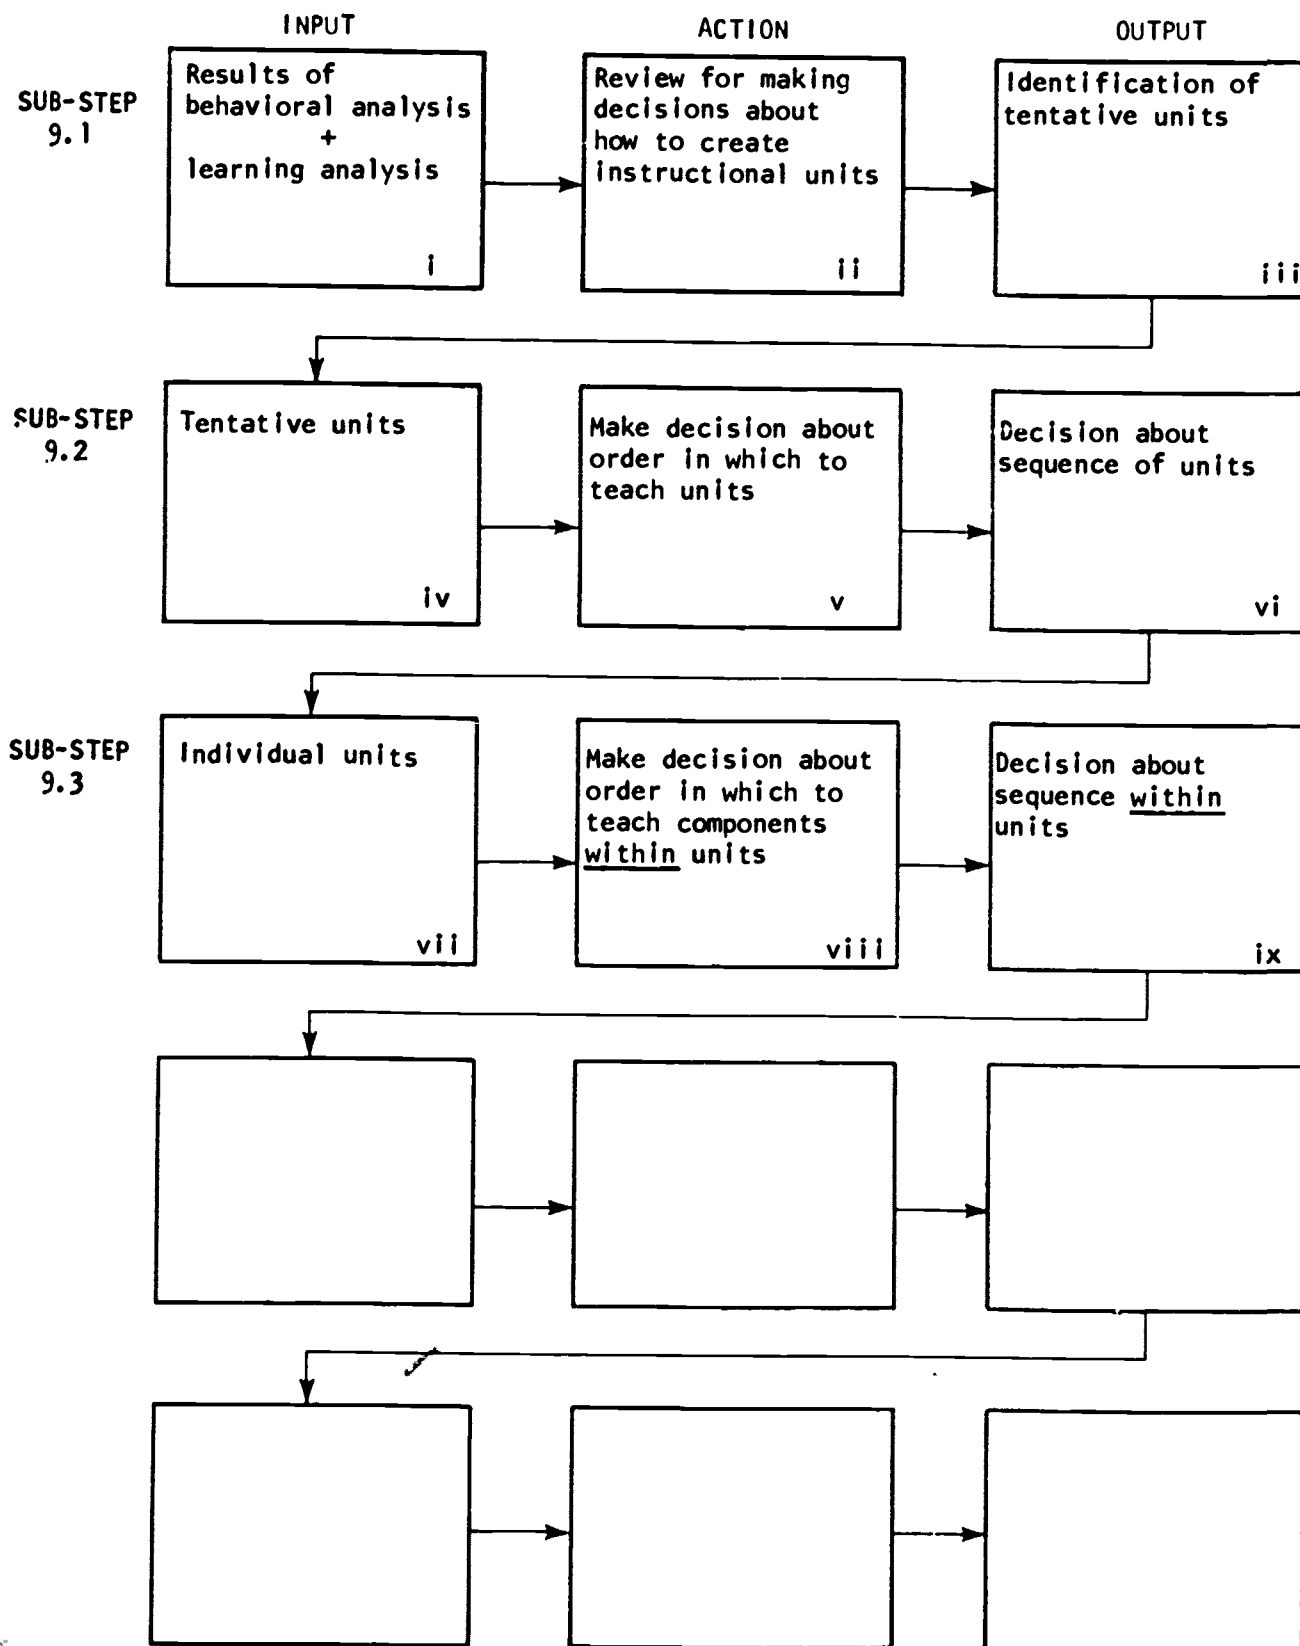 INPUT
ACTION
OUTPUT
SUB-STEP
9.1
Results of
behavioral analysis
+
learning analysis
i
Review for making
decisions about
how to create
instructional units
ii
Identification of
tentative units
iii
SUB-STEP
9.2
Tentative units
iv
Make decision about
order in which to
teach units
v
Decision about
sequence of units
vi
SUB-STEP
9.3
Individual units
vii
Make decision about
order in which to
teach components
within units
viii
Decision about
sequence within
units
ix